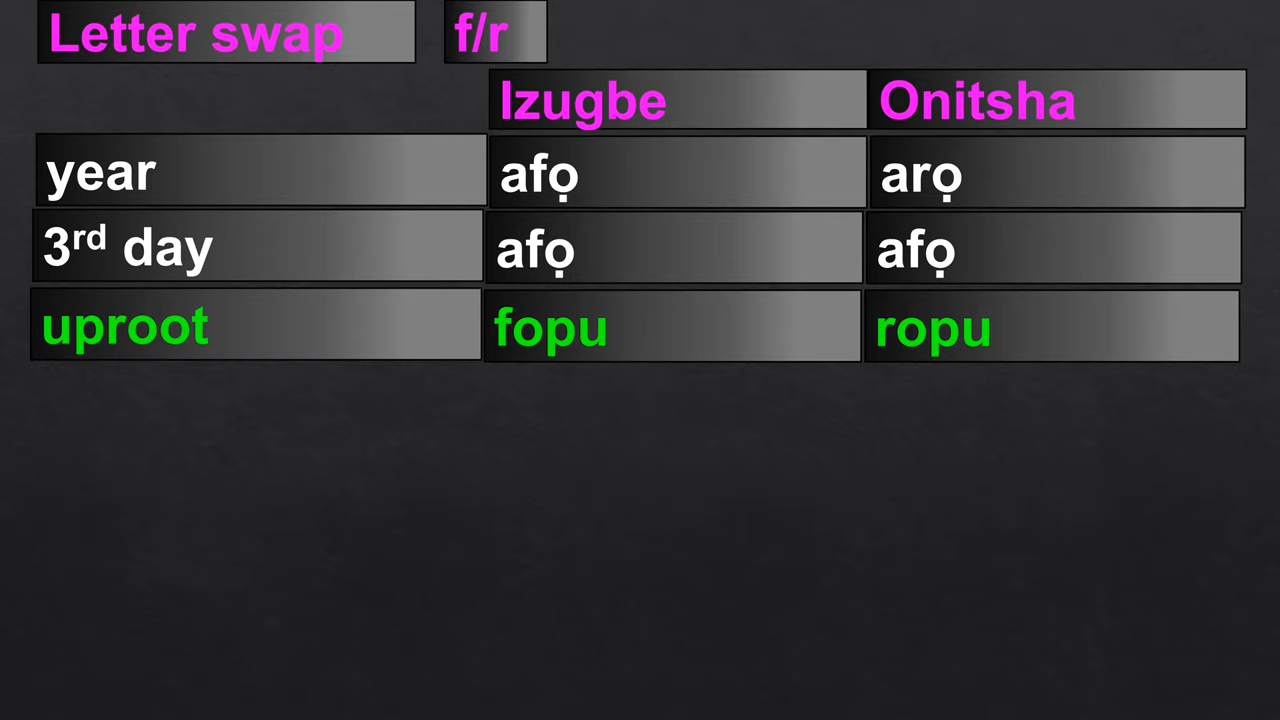 Letter swap f/r
Izugbe Onitsha
year afọ arọ
3rd day afọ afọ
uproot fopu ropu